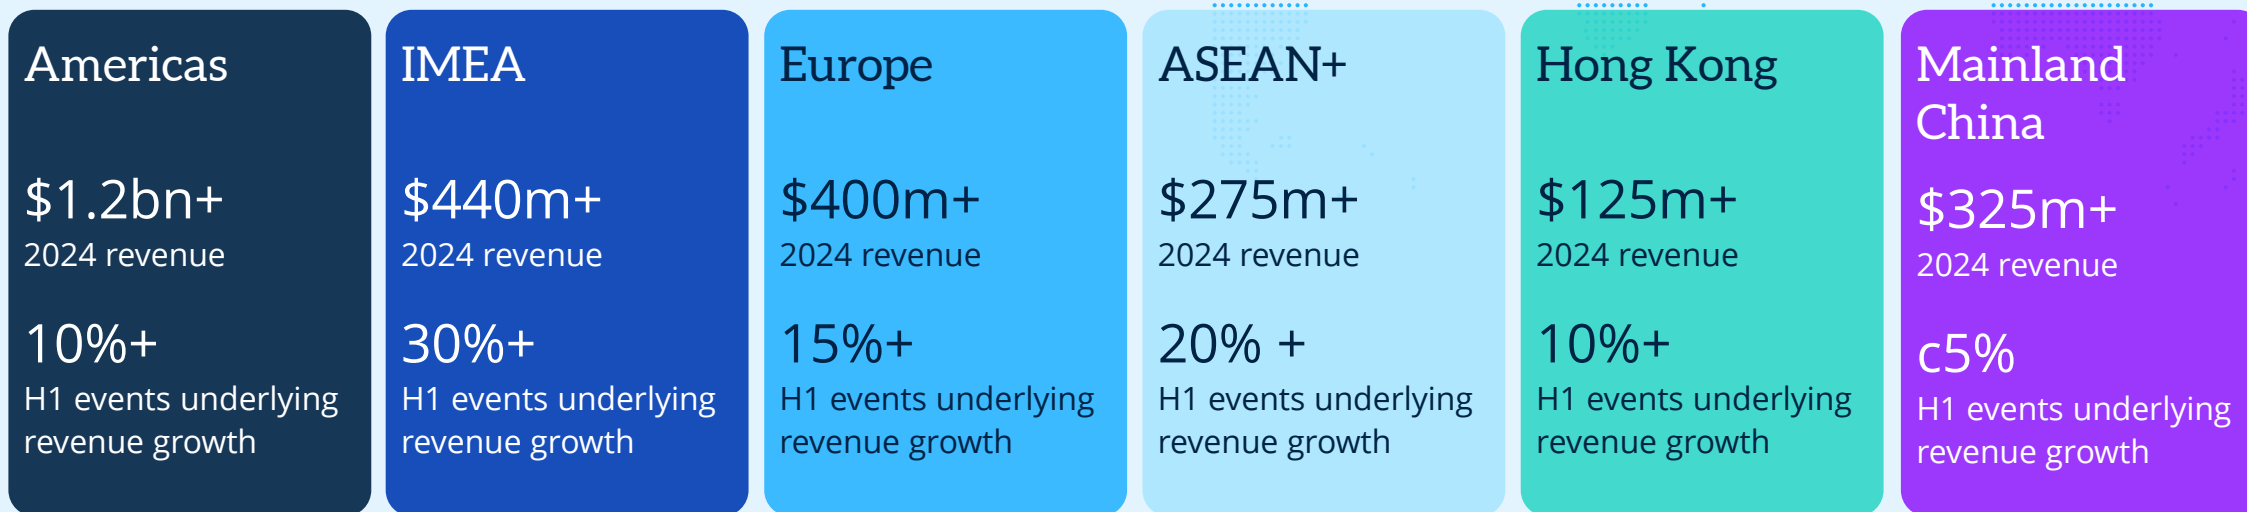 Americas
$1.2bn+
2024 revenue
10%+
H1 events underlying
revenue growth
IMEA
$440m+
2024 revenue
30%+
H1 events underlying
revenue growth
Europe
$400m+
2024 revenue
15%+
H1 events underlying
revenue growth
ASEAN+
$275m+
2024 revenue
20% +
H1 events underlying
revenue growth
Hong Kong
$125m+
2024 revenue
10%+
H1 events underlying
revenue growth
Mainland
China
$325m+
2024 revenue
c5%
H1 events underlying
revenue growth